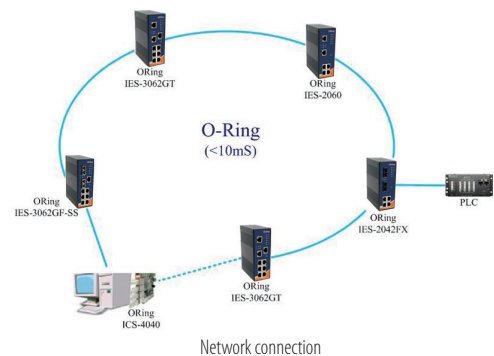 ORing
IES-3062GT
ORing
IES-2060
O-Ring
(<10mS)
ORing
IES-3062GF-SS
ORing
IES-2042FX
PLC
ORing
IES-3062GT
ORing
ICS-4040
Network connection